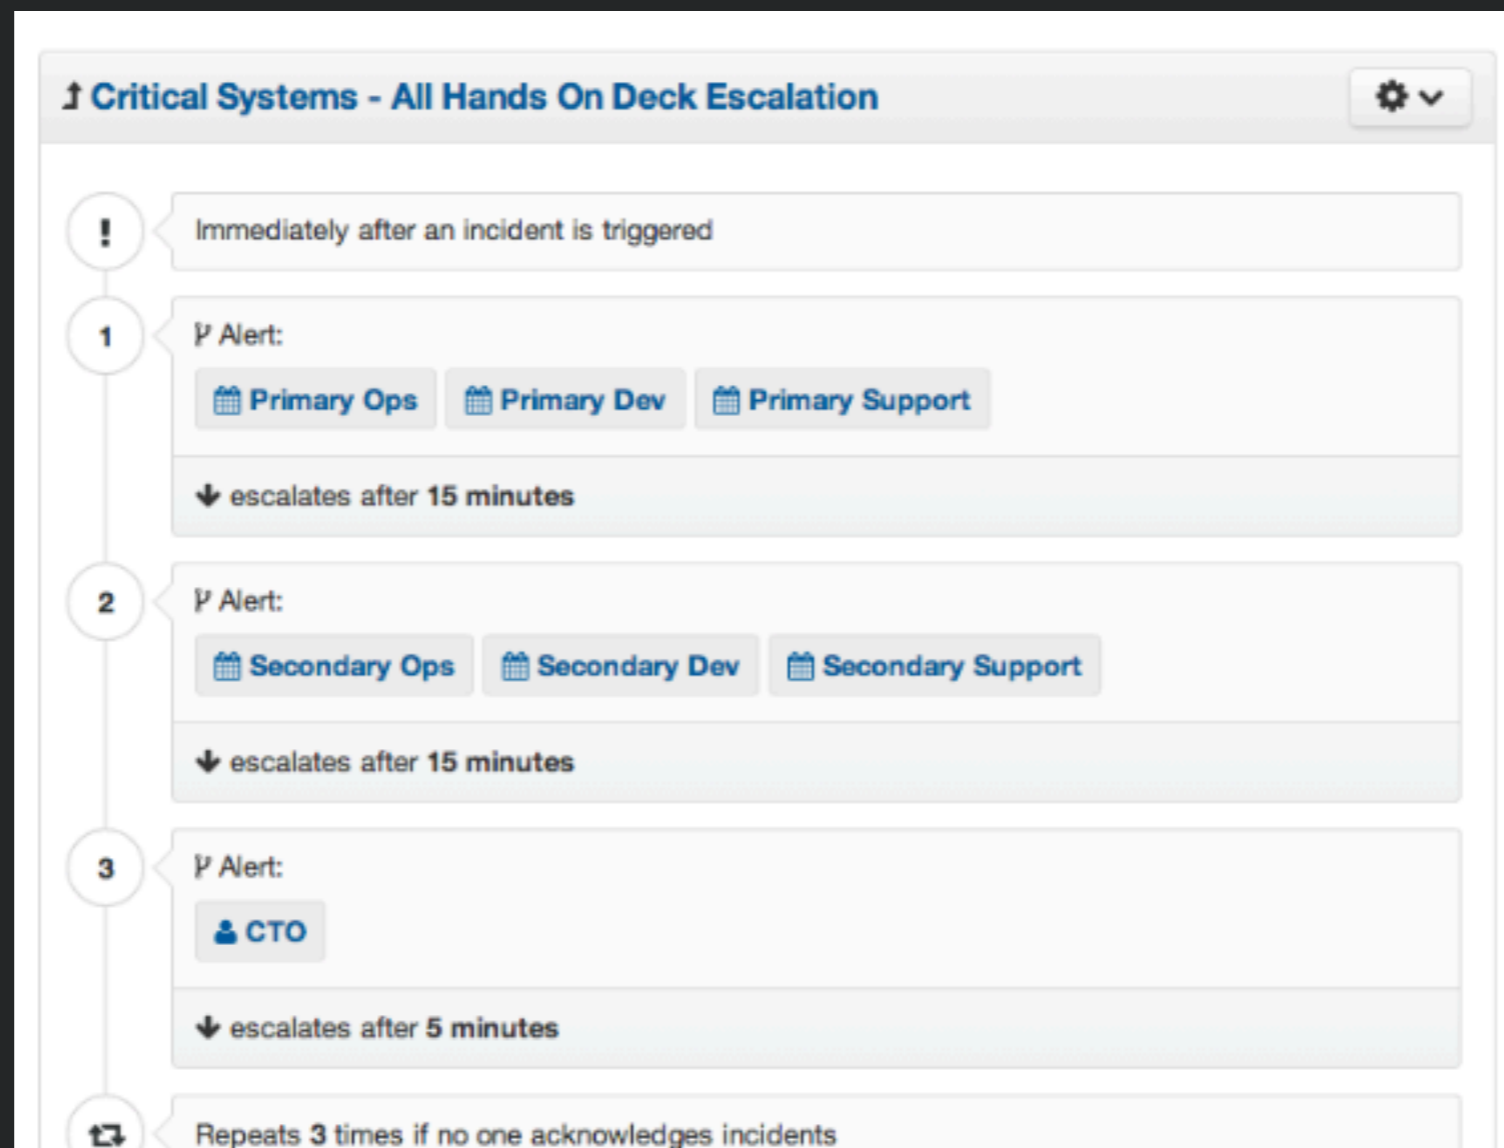 Critical Systems - All Hands On Deck Escalation
! Immediately after an incident is triggered
1 Alert:
Primary Ops Primary Dev Primary Support
escalates after 15 minutes
2 Alert:
Secondary Ops Secondary Dev Secondary Support
escalates after 15 minutes
3 Alert:
CTO
escalates after 5 minutes
Repeats 3 times if no one acknowledges incidents